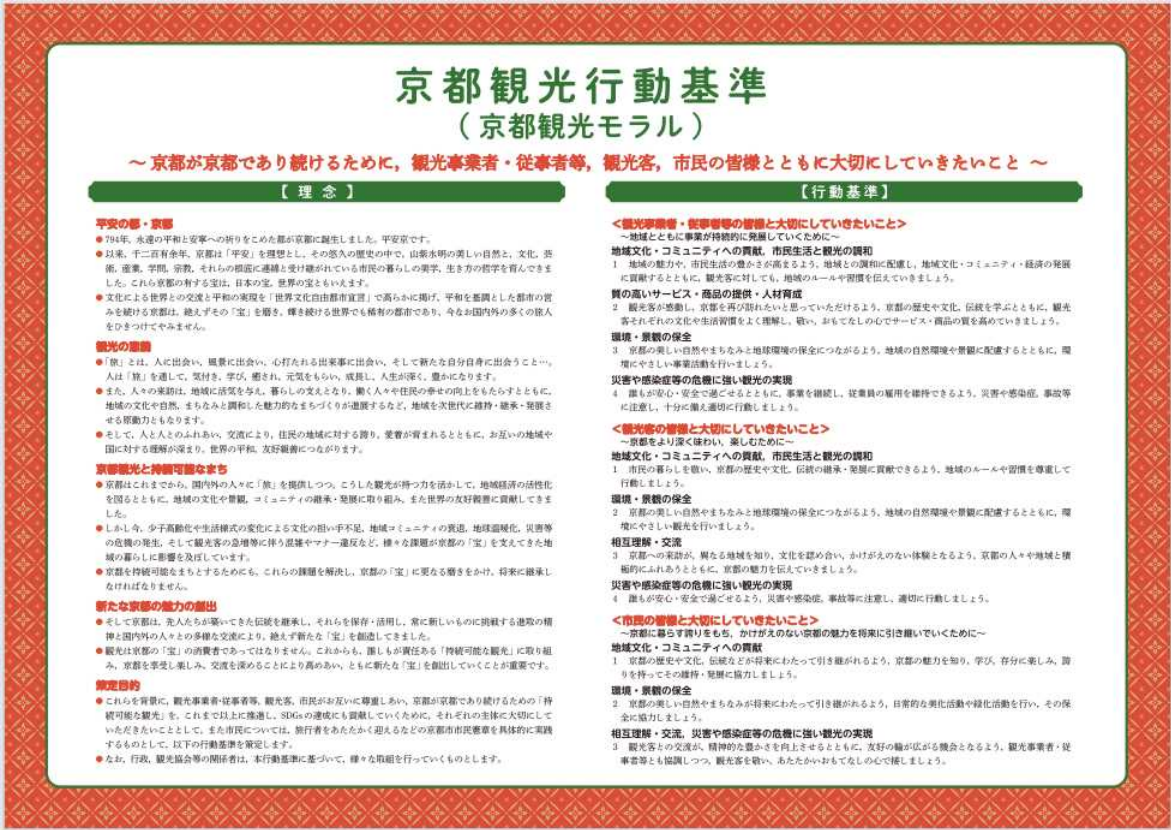 京都観光行動基準
（京都観光モラル）
～ 京都が京都であり続けるために，観光事業者・従事者等，観光客，市民の皆様とともに大切にしていきたいこと ～
【 理 念 】
平安の都・京都
●794年，永遠の平和と安寧への祈りをこめた都が京都に誕生しました。平安京です。
●以来，千二百有余年，京都は「平安」を理想とし，その悠久の歴史の中で，山紫水明の美しい自然と，文化，芸
術，産業，学問，宗教，それらの根底に連綿と受け継がれている市民の暮らしの美学，生き方の哲学を育んできま
した。これら京都の有する宝は，日本の宝，世界の宝ともいえます。
●文化による世界との交流と平和の実現を「世界文化自由都市宣言」で高らかに掲げ，平和を基調とした都市の営
みを続ける京都は，絶えずその「宝」を磨き，輝き続ける世界でも稀有の都市であり，今なお国内外の多くの旅人
をひきつけてやみません。
観光の意義
●「旅」とは，人に出会い，風景に出会い，心打たれる出来事に出会い，そして新たな自分自身に出会うこと…。
人は「旅」を通して，気付き，学び，癒され，元気をもらい，成長し，人生が深く，豊かになります。
●また，人々の来訪は，地域に活気を与え，暮らしの支えとなり，働く人々や住民の幸せの向上をもたらすとともに，
地域の文化や自然，まちなみと調和した魅力的なまちづくりが進展するなど，地域を次世代に維持・継承・発展さ
せる原動力ともなります。
●そして，人と人とのふれあい，交流により，住民の地域に対する誇り，愛着が育まれるとともに，お互いの地域や
国に対する理解が深まり，世界の平和，友好親善につながります。
京都観光と持続可能なまち
●京都はこれまでから，国内外の人々に「旅」を提供しつつ，こうした観光が持つ力を活かして，地域経済の活性化
を図るとともに，地域の文化や景観，コミュニティの継承・発展に取り組み，また世界の友好親善に貢献してきま
した。
●しかし今，少子高齢化や生活様式の変化による文化の担い手不足，地域コミュニティの衰退，地球温暖化，災害等
の危機の発生，そして観光客の急増等に伴う混雑やマナー違反など，様々な課題が京都の「宝」を支えてきた地
域の暮らしに影響を及ぼしています。
●京都を持続可能なまちとするためにも，これらの課題を解決し，京都の「宝」に更なる磨きをかけ，将来に継承し
なければなりません。
新たな京都の魅力の創出
●そして京都は，先人たちが築いてきた伝統を継承し，それらを保存・活用し，常に新しいものに挑戦する進取の精
神と国内外の人々との多様な交流により，絶えず新たな「宝」を創造してきました。
●観光は京都の「宝」の消費者であってはなりません。これからも，誰しもが責任ある「持続可能な観光」に取り組
み，京都を享受し楽しみ，交流を深めることにより高めあい，ともに新たな「宝」を創出していくことが重要です。
策定目的
●これらを背景に，観光事業者・従事者等，観光客，市民がお互いに尊重しあい，京都が京都であり続けるための「持
続可能な観光」を，これまで以上に推進し，SDGsの達成にも貢献していくために，それぞれの主体に大切にして
いただきたいこととして，また市民については，旅行者をあたたかく迎えるなどの京都市市民憲章を具体的に実践
するものとして，以下の行動基準を策定します。
●なお，行政，観光協会等の関係者は，本行動基準に基づいて，様々な取組を行っていくものとします。
【行動基準】
＜観光事業者・従事者等の皆様と大切にしていきたいこと＞
～地域とともに事業が持続的に発展していくために～
地域文化・コミュニティへの貢献，市民生活と観光の調和
1 地域の魅力や，市民生活の豊かさが高まるよう，地域との調和に配慮し，地域文化・コミュニティ・経済の発展
に貢献するとともに，観光客に対しても，地域のルールや習慣を伝えていきましょう。
質の高いサービス・商品の提供・人材育成
2 観光客が感動し，京都を再び訪れたいと思っていただけるよう，京都の歴史や文化，伝統を学ぶとともに，観光
客それぞれの文化や生活習慣をよく理解し，敬い，おもてなしの心でサービス・商品の質を高めていきましょう。
環境・景観の保全
3 京都の美しい自然やまちなみと地球環境の保全につながるよう，地域の自然環境や景観に配慮するとともに，環
境にやさしい事業活動を行いましょう。
災害や感染症等の危機に強い観光の実現
4 誰もが安心・安全で過ごせるとともに，事業を継続し，従業員の雇用を維持できるよう，災害や感染症，事故等
に注意し，十分に備え適切に行動しましょう。
＜観光客の皆様と大切にしていきたいこと＞
～京都をより深く味わい，楽しむために～
地域文化・コミュニティへの貢献，市民生活と観光の調和
1 市民の暮らしを敬い，京都の歴史や文化，伝統の継承・発展に貢献できるよう，地域のルールや習慣を尊重して
行動しましょう。
環境・景観の保全
2 京都の美しい自然やまちなみと地球環境の保全につながるよう，地域の自然環境や景観に配慮するとともに，環
境にやさしい観光を行いましょう。
相互理解・交流
3 京都への来訪が，異なる地域を知り，文化を認め合い，かけがえのない体験となるよう，京都の人々や地域と積
極的にふれあうとともに，京都の魅力を伝えていきましょう。
災害や感染症等の危機に強い観光の実現
4 誰もが安心・安全で過ごせるよう，災害や感染症，事故等に注意し，適切に行動しましょう。
＜市民の皆様と大切にしていきたいこと＞
～京都に暮らす誇りをもち，かけがえのない京都の魅力を将来に引き継いでいくために～
地域文化・コミュニティへの貢献
1 京都の歴史や文化，伝統などが将来にわたって引き継がれるよう，京都の魅力を知り，学び，存分に楽しみ，誇
りを持ってその維持・発展に協力しましょう。
環境・景観の保全
2 京都の美しい自然やまちなみが将来にわたって引き継がれるよう，日常的な美化活動や緑化活動を行い，その保
全に協力しましょう。
相互理解・交流，災害や感染症等の危機に強い観光の実現
3 観光客との交流が，精神的な豊かさを向上させるとともに，友好の輪が広がる機会となるよう，観光事業者・従
事者等とも協調しつつ，観光客を敬い，あたたかいおもてなしの心で接しましょう。